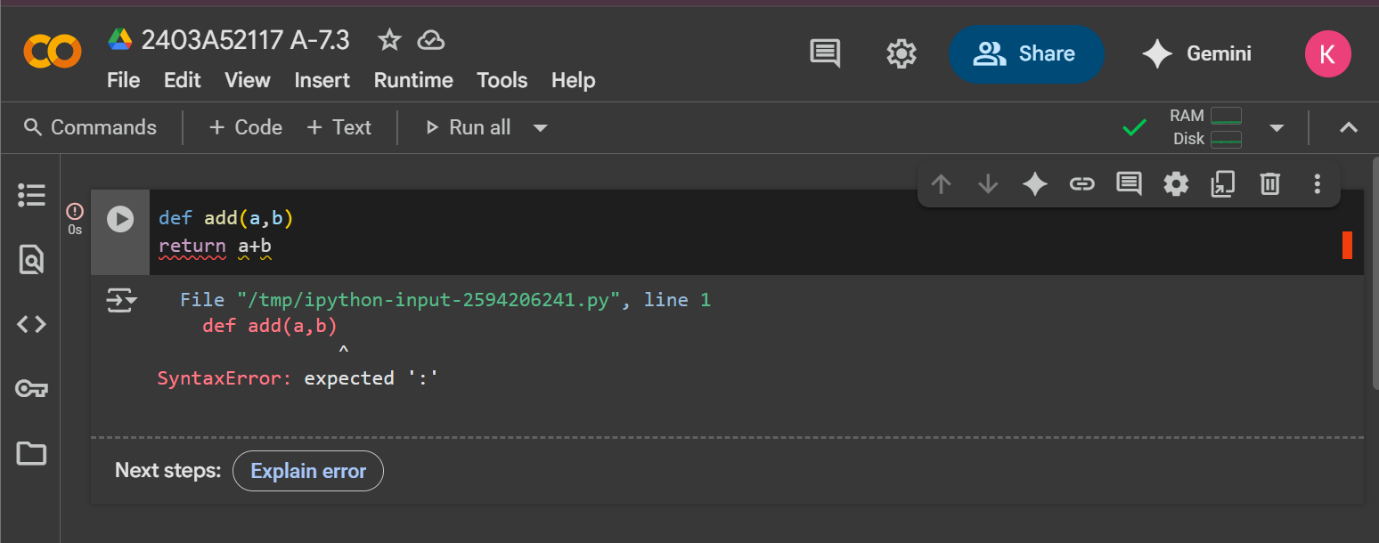 2403A52117 A-7.3
File Edit View Insert Runtime Tools Help
Share
Gemini
K
Commands + Code + Text Run all
RAM
Disk
0s
def add(a,b)
return a+b
File "/tmp/ipython-input-2594206241.py", line 1
def add(a,b)
^
SyntaxError: expected ':'
Next steps: Explain error